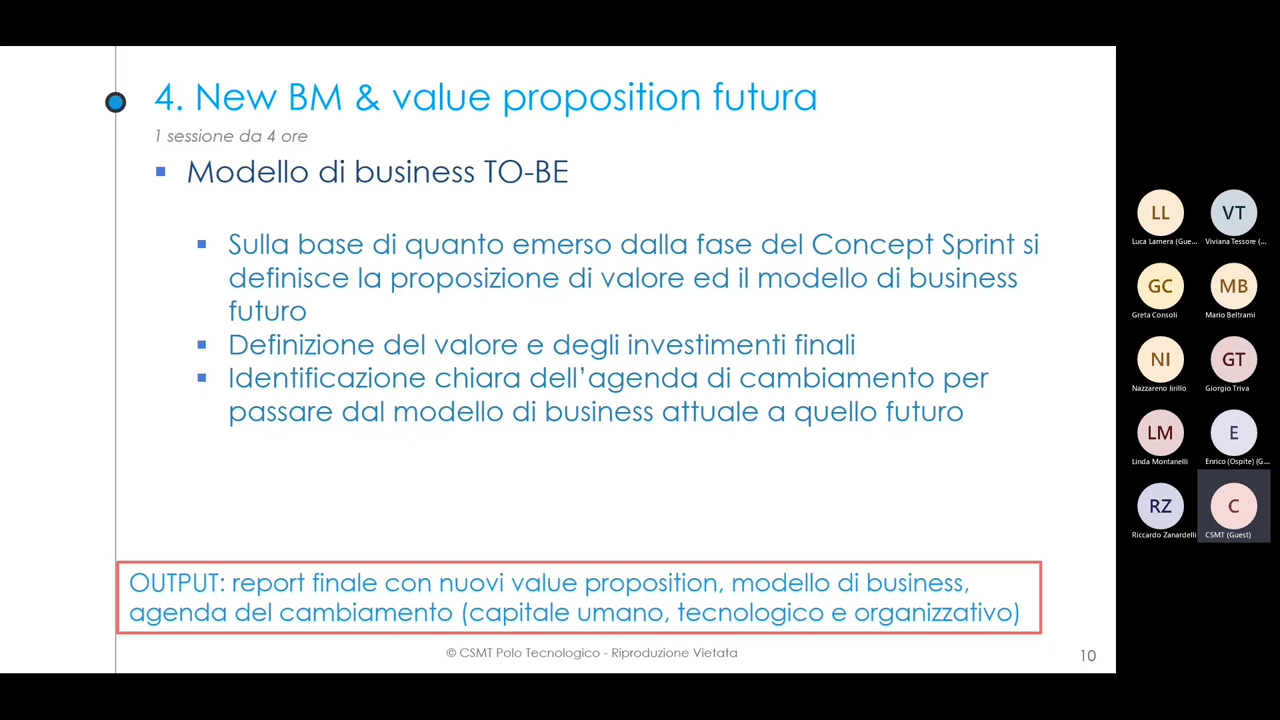 4. New BM & value proposition futura
1 sessione da 4 ore
Modello di business TO-BE
Sulla base di quanto emerso dalla fase del Concept Sprint si
definisce la proposizione di valore ed il modello di business
futuro
Definizione del valore e degli investimenti finali
Identificazione chiara dell’agenda di cambiamento per
passare dal modello di business attuale a quello futuro
OUTPUT: report finale con nuovi value proposition, modello di business,
agenda del cambiamento (capitale umano, tecnologico e organizzativo)
© CSMT Polo Tecnologico - Riproduzione Vietata
10
LL
VT
Luca Lamera (Gue...
Viviana Tessore (...
GC
MB
Greta Consoli
Mario Beltrami
NI
GT
Nazzareno Iirillo
Giorgio Triva
LM
E
Linda Montanelli
Enrico (Ospite) (G...
RZ
C
Riccardo Zanardelli
CSMT (Guest)